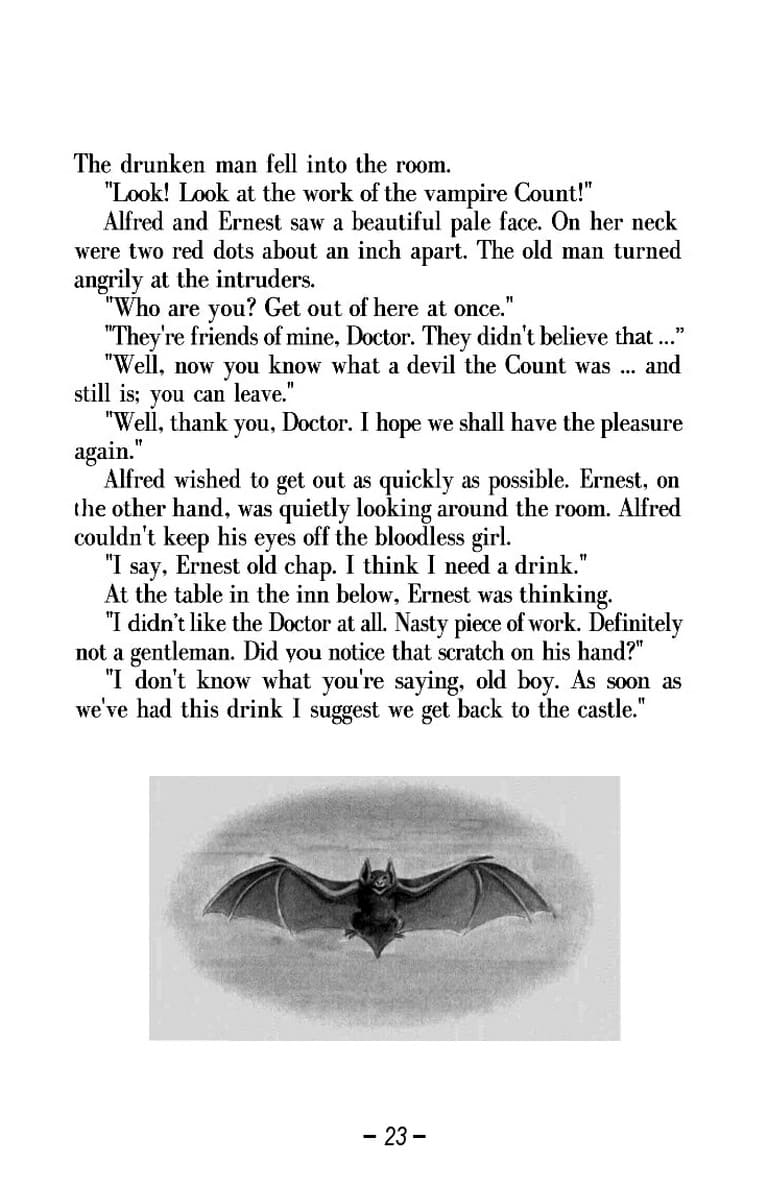 The drunken man fell into the room.
"Look! Look at the work of the vampire Count!"
Alfred and Ernest saw a beautiful pale face. On her neck
were two red dots about an inch apart. The old man turned
angrily at the intruders.
"Who are you? Get out of here at once."
"They're friends of mine, Doctor. They didn't believe that ...”
"Well, now you know what a devil the Count was ... and
still is; you can leave."
"Well, thank you, Doctor. I hope we shall have the pleasure
again."
Alfred wished to get out as quickly as possible. Ernest, on
the other hand, was quietly looking around the room. Alfred
couldn't keep his eyes off the bloodless girl.
"I say, Ernest old chap. I think I need a drink."
At the table in the inn below, Ernest was thinking.
"I didn’t like the Doctor at all. Nasty piece of work. Definitely
not a gentleman. Did you notice that scratch on his hand?"
"I don't know what you're saying, old boy. As soon as
we've had this drink I suggest we get back to the castle."
– 23 –